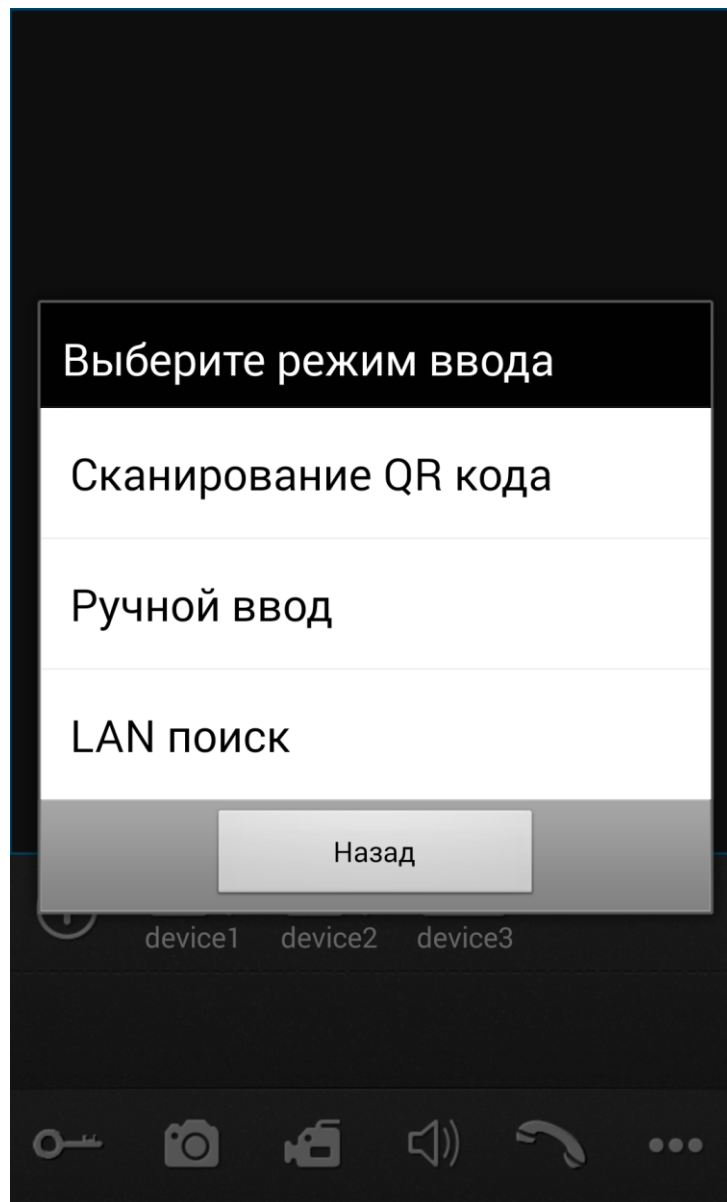 Выберите режим ввода
Сканирование QR кода
Ручной ввод
LAN поиск
Назад
device1 device2 device3